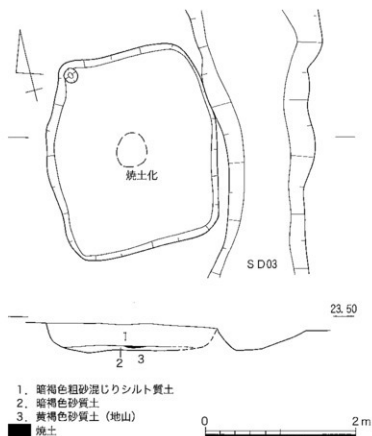 焼土化
SD03
23.50
1
2 3
1. 暗褐色粗砂混じりシルト質土
2. 暗褐色砂質土
3. 黄褐色砂質土(地山)
焼土
0 2m